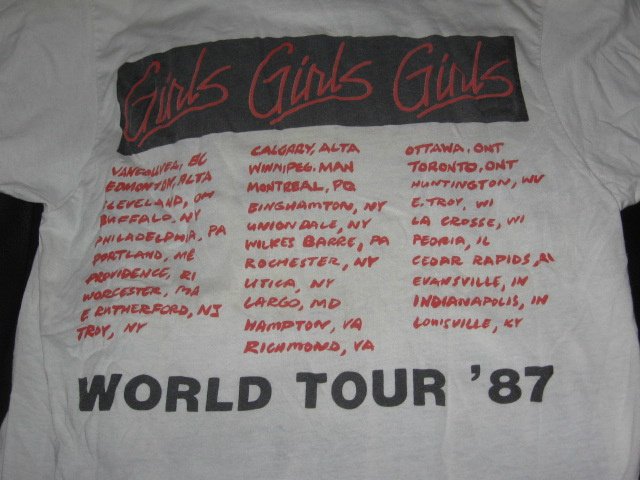 Girls Girls Girls
VANCOUVER, BC
EDMONTON, ALTA
CLEVELAND, OH
BUFFALO, NY
PHILADELPHIA, PA
PORTLAND, ME
PROVIDENCE, RI
WORCESTER, MA
E. RUTHERFORD, NJ
TROY, NY
CALGARY, ALTA
WINNIPEG, MAN
MONTREAL, PQ
BINGHAMTON, NY
UNIONDALE, NY
WILKES BARRE, PA
ROCHESTER, NY
UTICA, NY
LARGO, MD
HAMPTON, VA
RICHMOND, VA
OTTAWA, ONT
TORONTO, ONT
HUNTINGTON, WV
E. TROY, WI
LA CROSSE, WI
PEORIA, IL
CEDAR RAPIDS,
EVANSVILLE, IN
INDIANAPOLIS, IN
LOUISVILLE, KY
WORLD TOUR '87